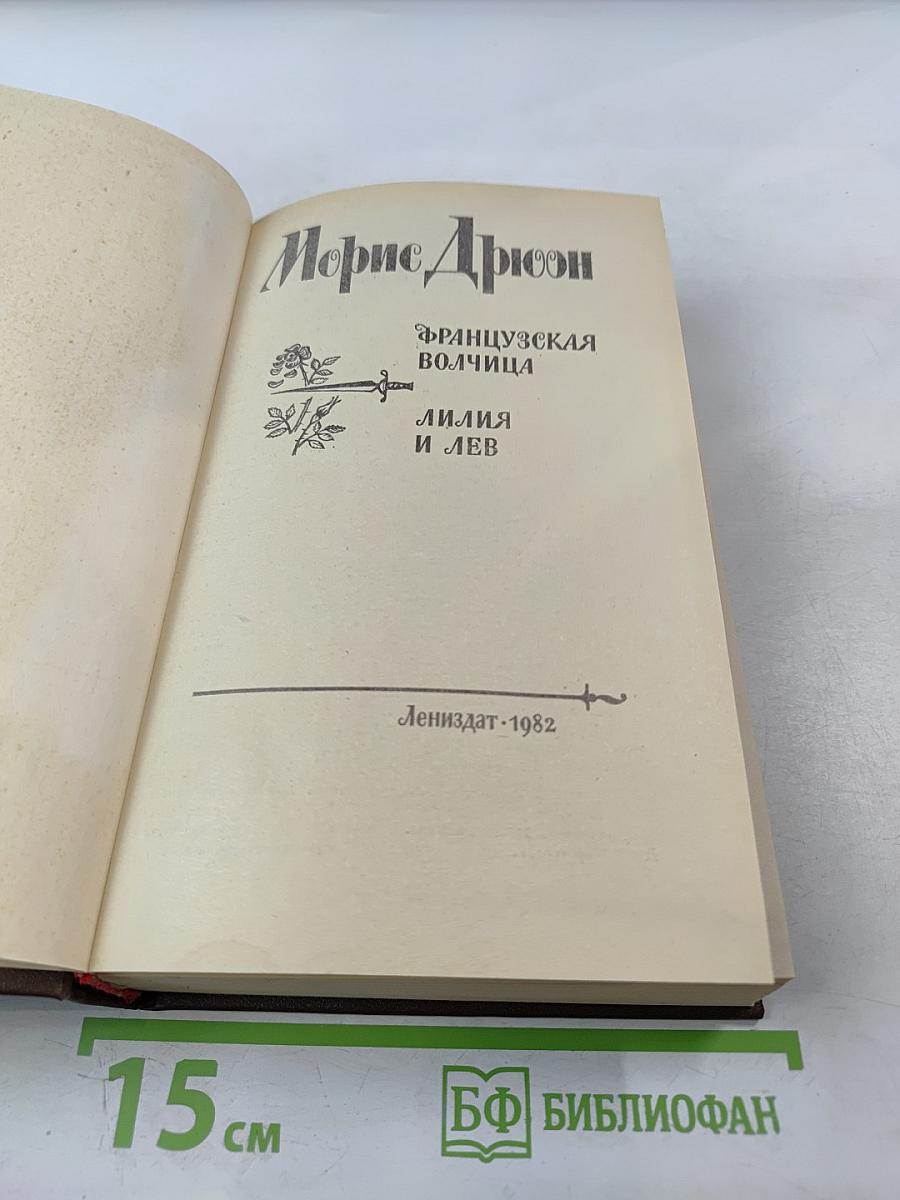 Морис Дрюон
ФРАНЦУЗСКАЯ
ВОЛЧИЦА
ЛИЛИЯ
И ЛЕВ
Лениздат·1982
15 см
БФ БИБЛИОФАН